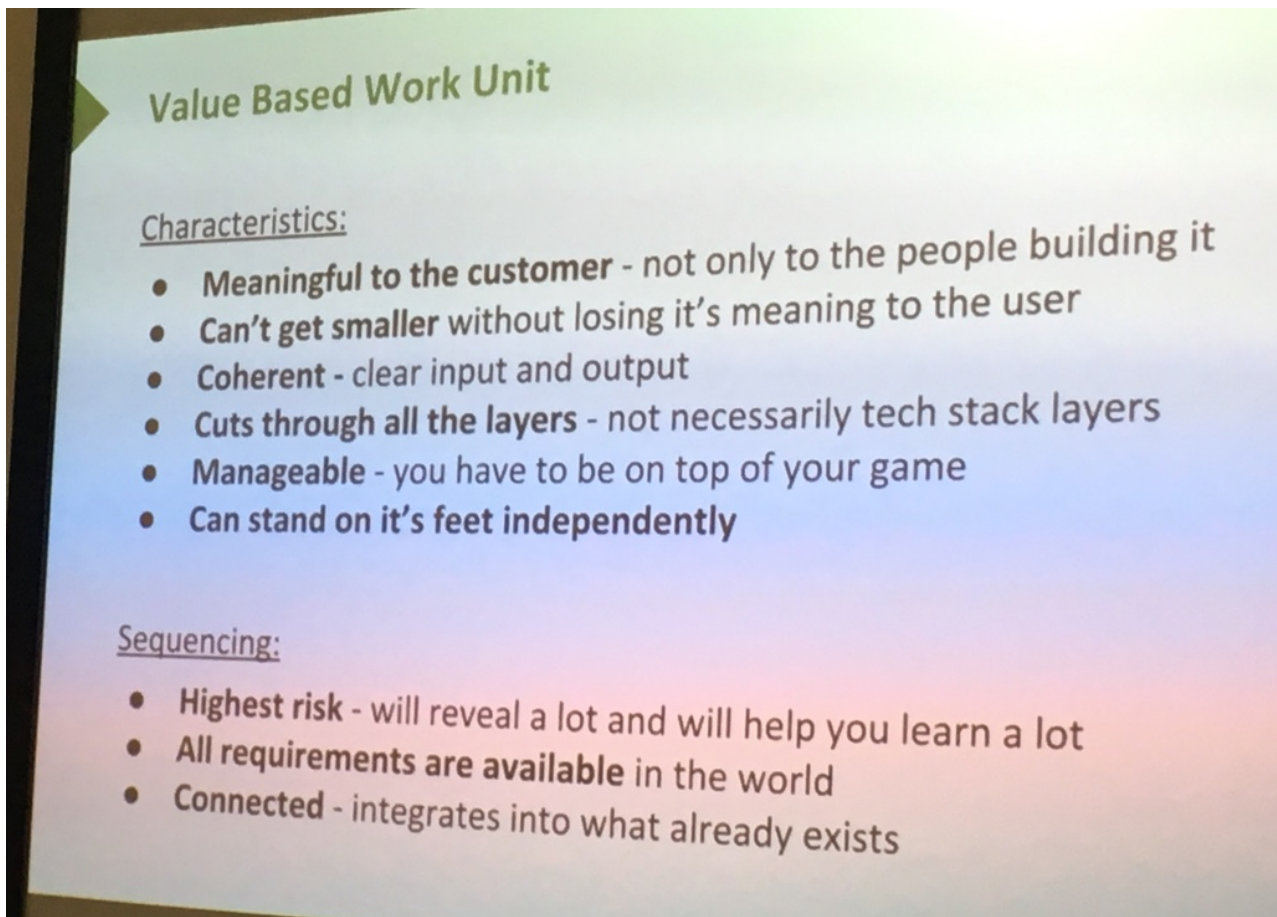 Value Based Work Unit
Characteristics:
● Meaningful to the customer - not only to the people building it
● Can't get smaller without losing it's meaning to the user
● Coherent - clear input and output
● Cuts through all the layers - not necessarily tech stack layers
● Manageable - you have to be on top of your game
● Can stand on it's feet independently
Sequencing:
● Highest risk - will reveal a lot and will help you learn a lot
● All requirements are available in the world
● Connected - integrates into what already exists